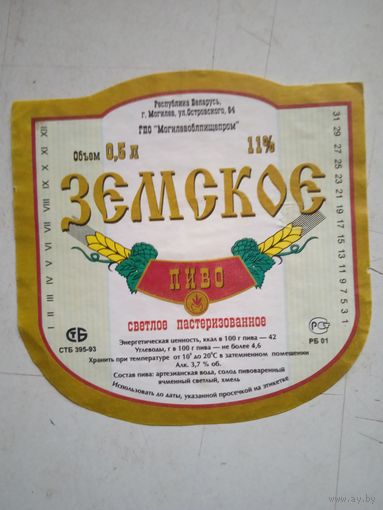 Республика Беларусь,
г. Могилев, ул.Островского, 84
ГПО "Могилевоблпищепром"
Объем 0,5 л 11%
ЗЕМСКОЕ
ПИВО
светлое пастеризованное
Энергетическая ценность, ккал в 100 г пива — 42
Углеводы, г в 100 г пива — не более 4,6
Хранить при температуре от 10° до 20°С в затемненном помещении
Алк. 3,7 % об.
Состав пива: артезианская вода, солод пивоваренный
ячменный светлый, хмель
Использовать до даты, указанной просечкой на этикетке
I II III IV V VI VII VIII IX X XI XII
31 29 27 25 23 21 19 17 15 13 11 9 7 5 3 1
СТБ 395-93
РБ 01
www.ay.by